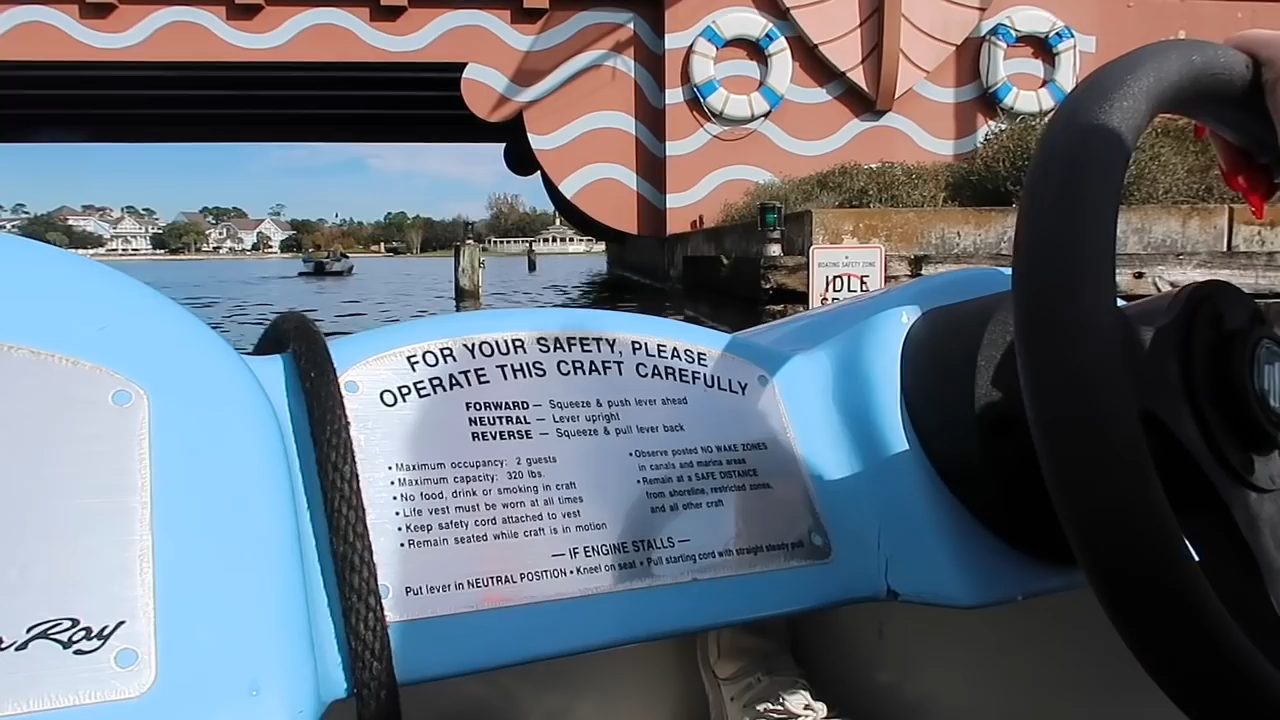 BOATING SAFETY ZONE
IDLE
FOR YOUR SAFETY, PLEASE
OPERATE THIS CRAFT CAREFULLY
FORWARD — Squeeze & push lever ahead
NEUTRAL — Lever upright
REVERSE — Squeeze & pull lever back
• Maximum occupancy: 2 guests
• Maximum capacity: 320 lbs.
• No food, drink or smoking in craft
• Life vest must be worn at all times
• Keep safety cord attached to vest
• Remain seated while craft is in motion
• Observe posted NO WAKE ZONES
in canals and marina areas
• Remain at a SAFE DISTANCE
from shoreline, restricted zones,
and all other craft
— IF ENGINE STALLS —
Put lever in NEUTRAL POSITION • Kneel on seat • Pull starting cord with straight steady pull
Ray